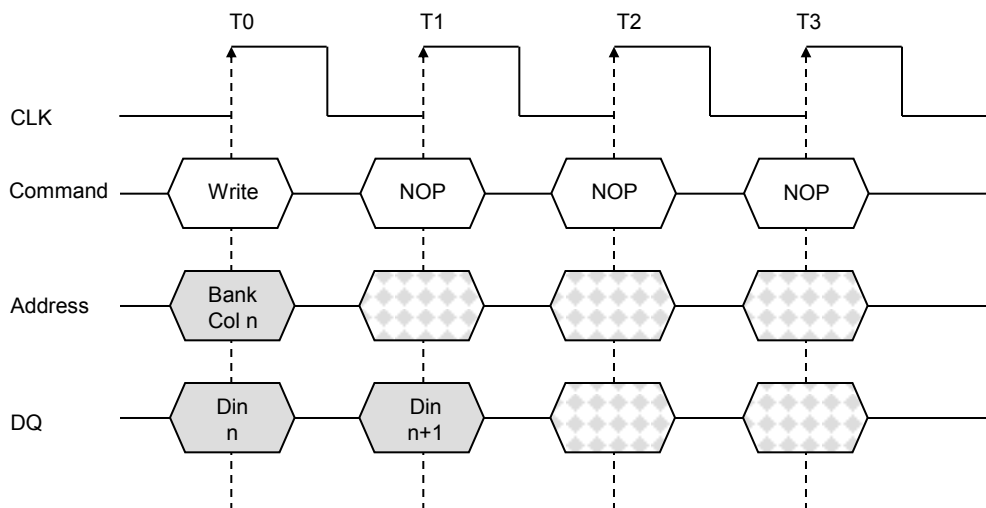 T0 T1 T2 T3
CLK
Command Write NOP NOP NOP
Address Bank
Col n
DQ Din
n Din
n+1